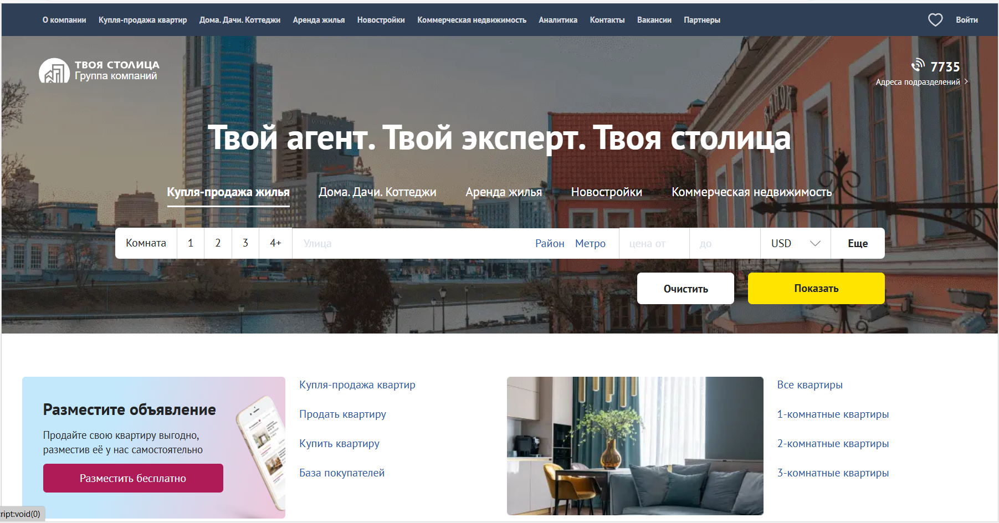 О компании Купля-продажа квартир Дома. Дачи. Коттеджи Аренда жилья Новостройки Коммерческая недвижимость Аналитика Контакты Вакансии Партнеры Войти
ТВОЯ СТОЛИЦА
Группа компаний
7735
Адреса подразделений
БАНОК
Твой агент. Твой эксперт. Твоя столица
Купля-продажа жилья Дома. Дачи. Коттеджи Аренда жилья Новостройки Коммерческая недвижимость
Комната 1 2 3 4+ Улица Район Метро цена от до USD Еще
Очистить Показать
Разместите объявление
Продайте свою квартиру выгодно,
разместив её у нас самостоятельно
Разместить бесплатно
Купля-продажа квартир
Продать квартиру
Купить квартиру
База покупателей
Все квартиры
1-комнатные квартиры
2-комнатные квартиры
3-комнатные квартиры
ript:void(0)